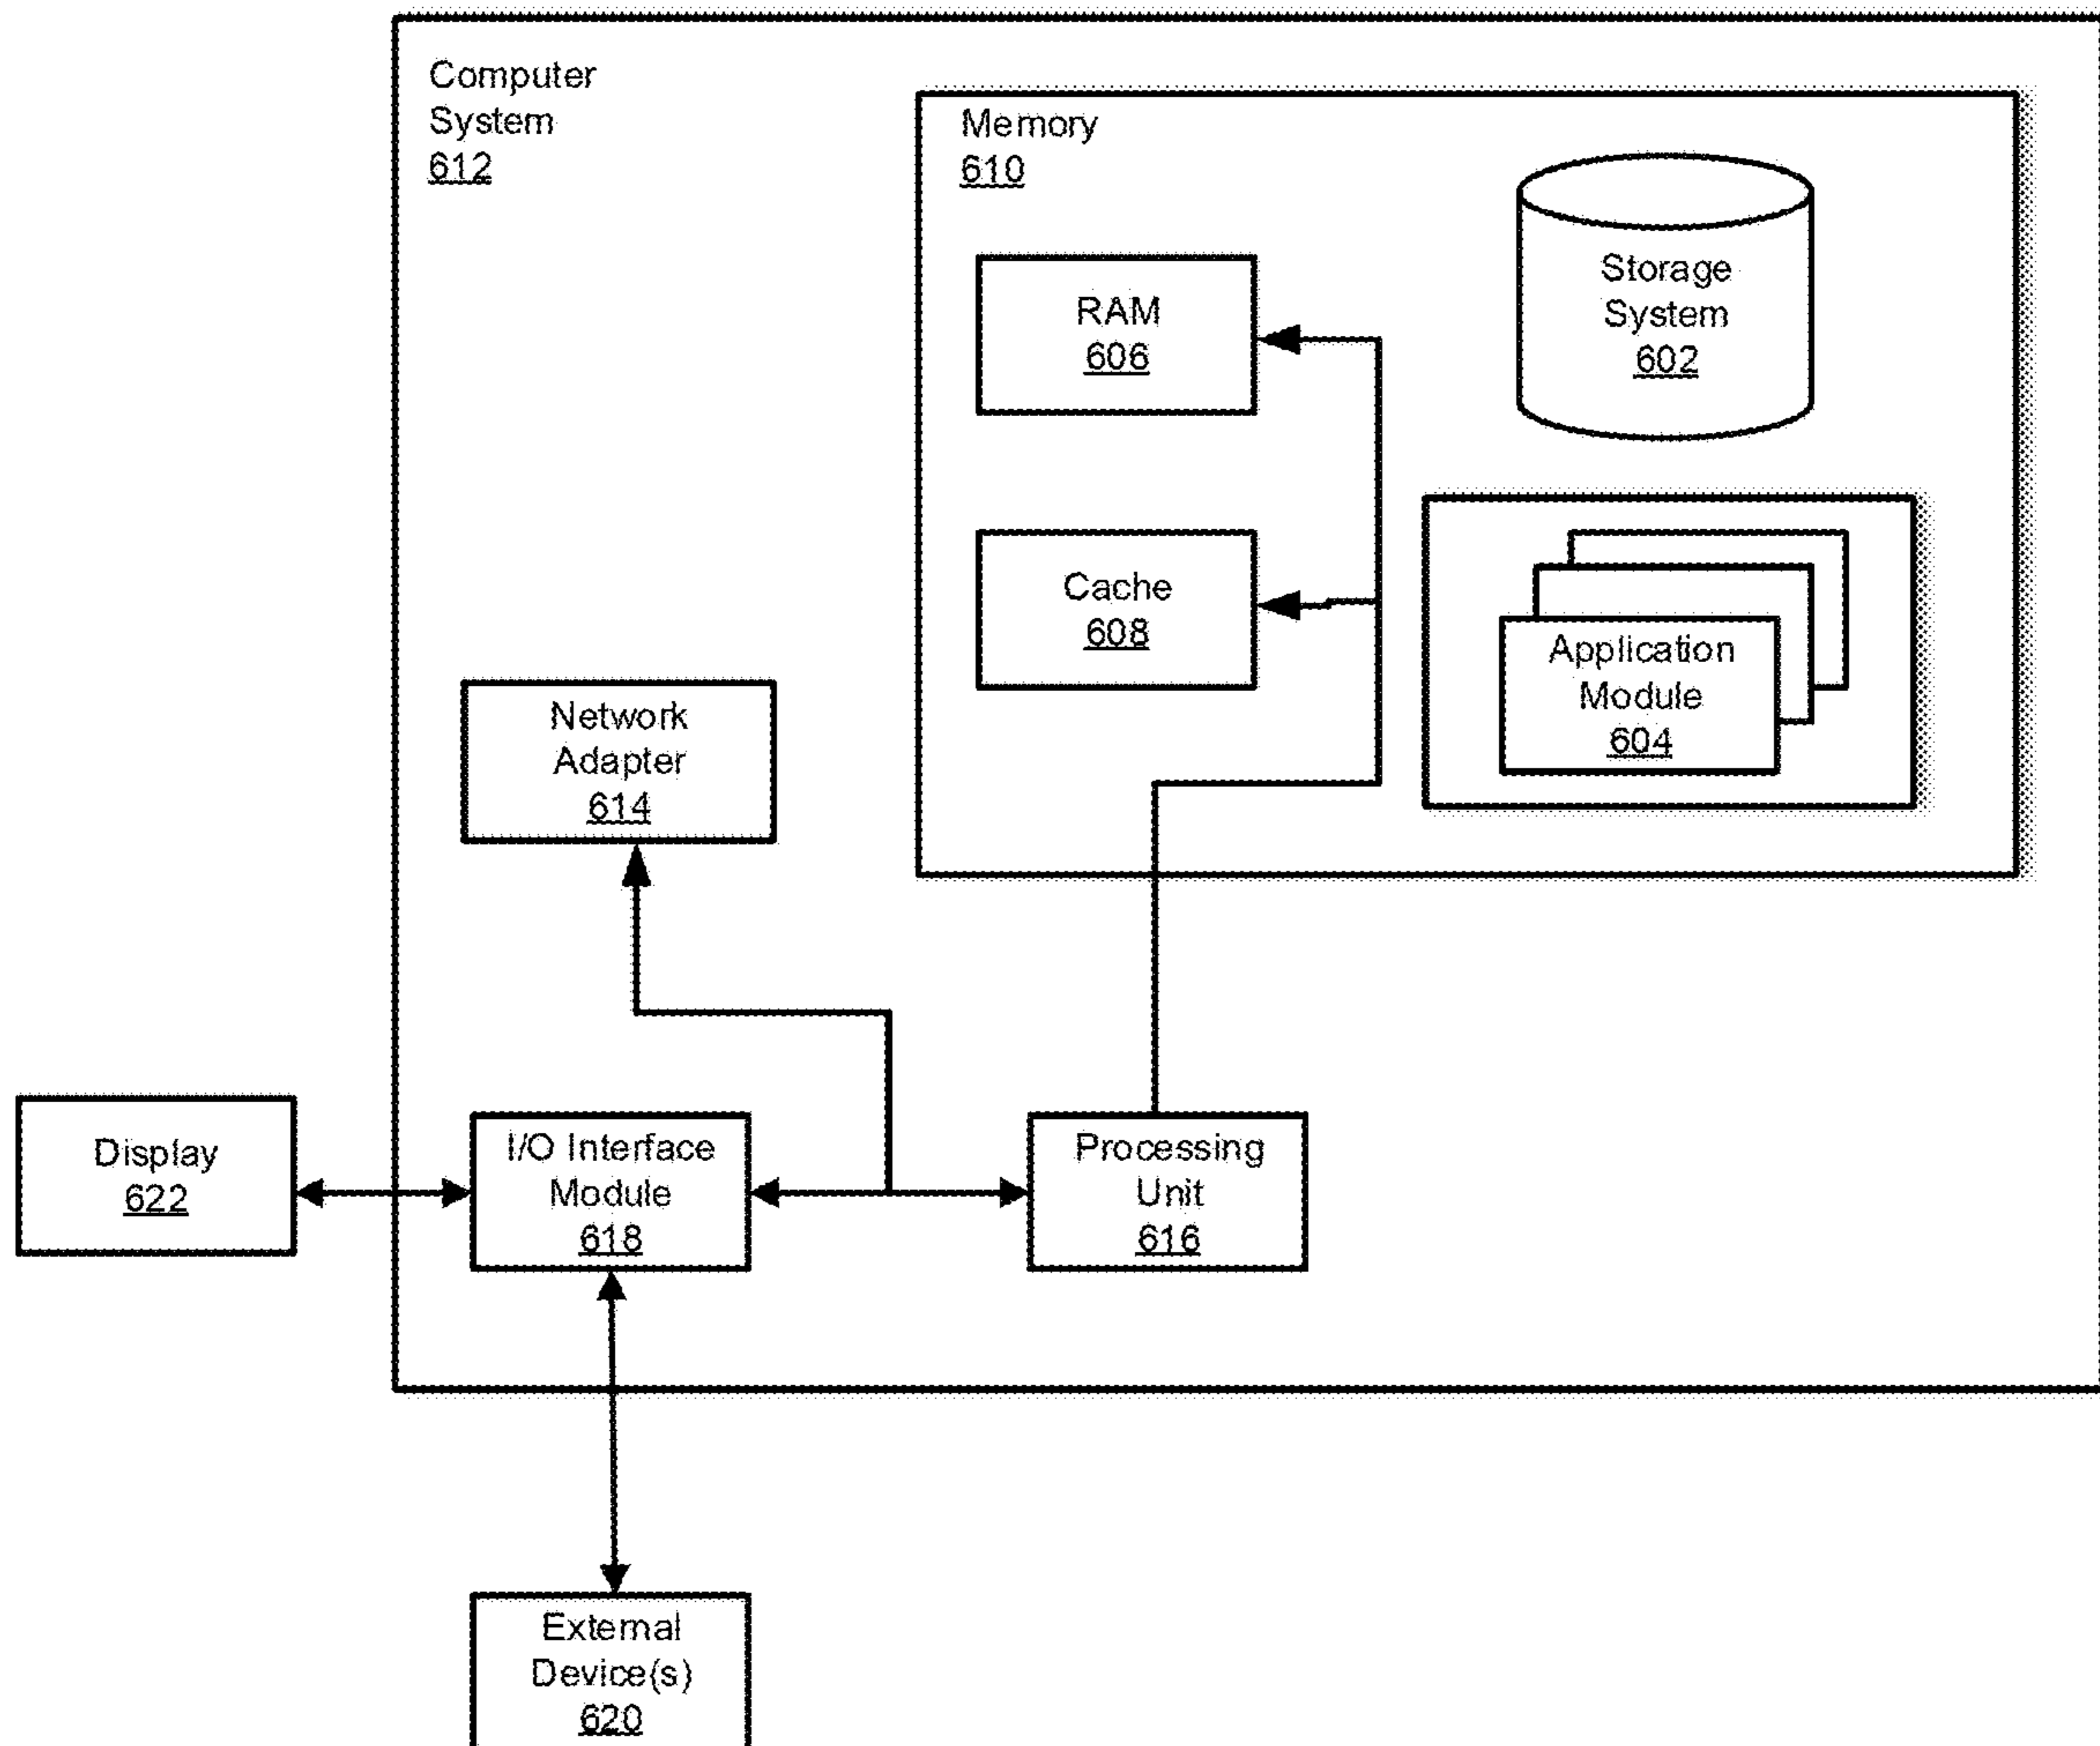 Computer
System
612
Memory
610
RAM
606
Storage
System
602
Cache
608
Application
Module
604
Network
Adapter
614
Display
622
I/O Interface
Module
618
Processing
Unit
616
External
Device(s)
620